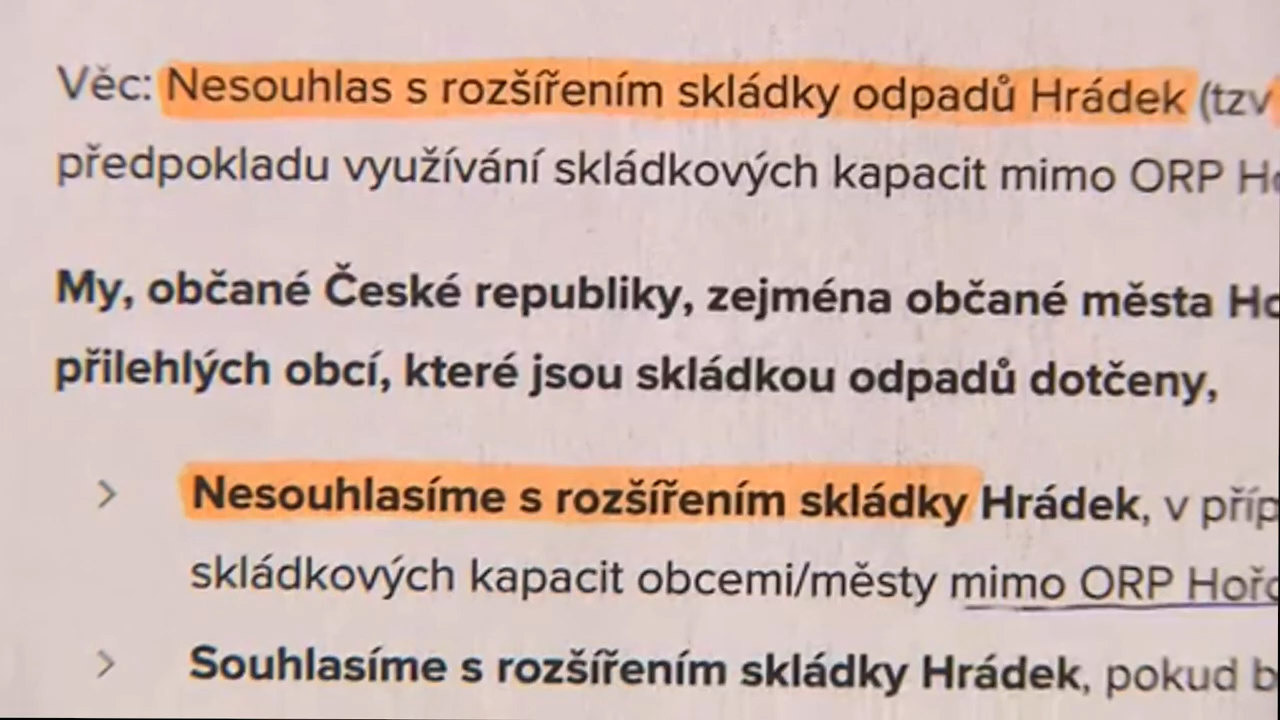 Věc: Nesouhlas s rozšířením skládky odpadů Hrádek (tzv
předpokladu využívání skládkových kapacit mimo ORP
My, občané České republiky, zejména občané města
přilehlých obcí, které jsou skládkou odpadů dotčeny,
> Nesouhlasíme s rozšířením skládky Hrádek, v
skládkových kapacit obcemi/městy mimo ORP
> Souhlasíme s rozšířením skládky Hrádek, pokud